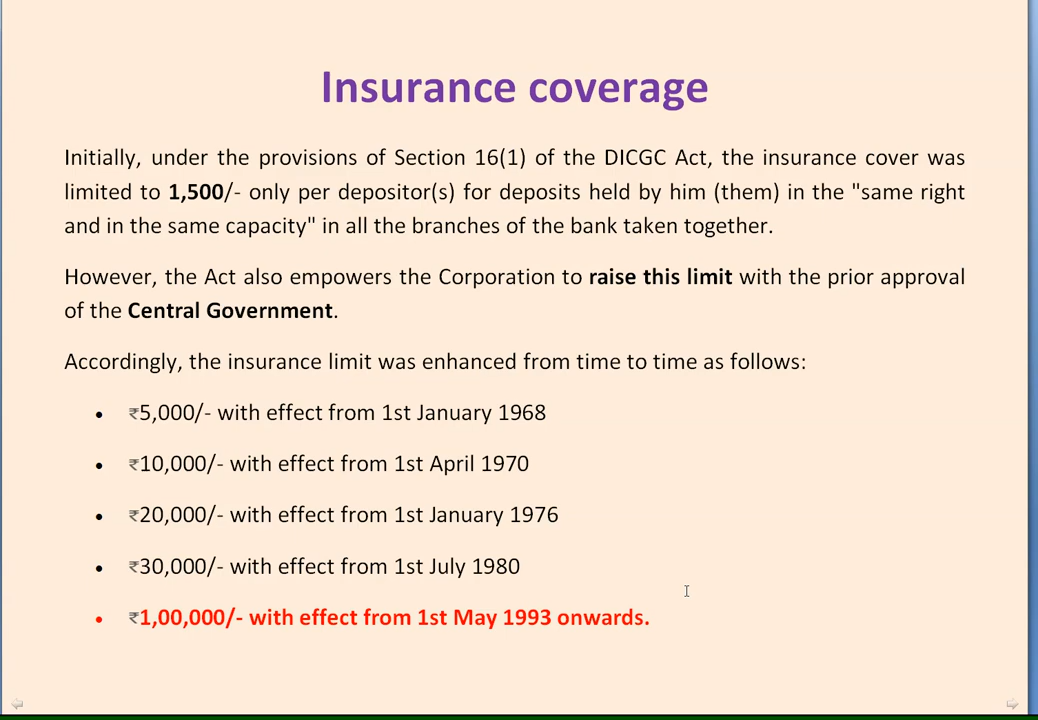 Insurance coverage
Initially, under the provisions of Section 16(1) of the DICGC Act, the insurance cover was
limited to 1,500/- only per depositor(s) for deposits held by him (them) in the "same right
and in the same capacity" in all the branches of the bank taken together.
However, the Act also empowers the Corporation to raise this limit with the prior approval
of the Central Government.
Accordingly, the insurance limit was enhanced from time to time as follows:
• ₹5,000/- with effect from 1st January 1968
• ₹10,000/- with effect from 1st April 1970
• ₹20,000/- with effect from 1st January 1976
• ₹30,000/- with effect from 1st July 1980
• ₹1,00,000/- with effect from 1st May 1993 onwards.